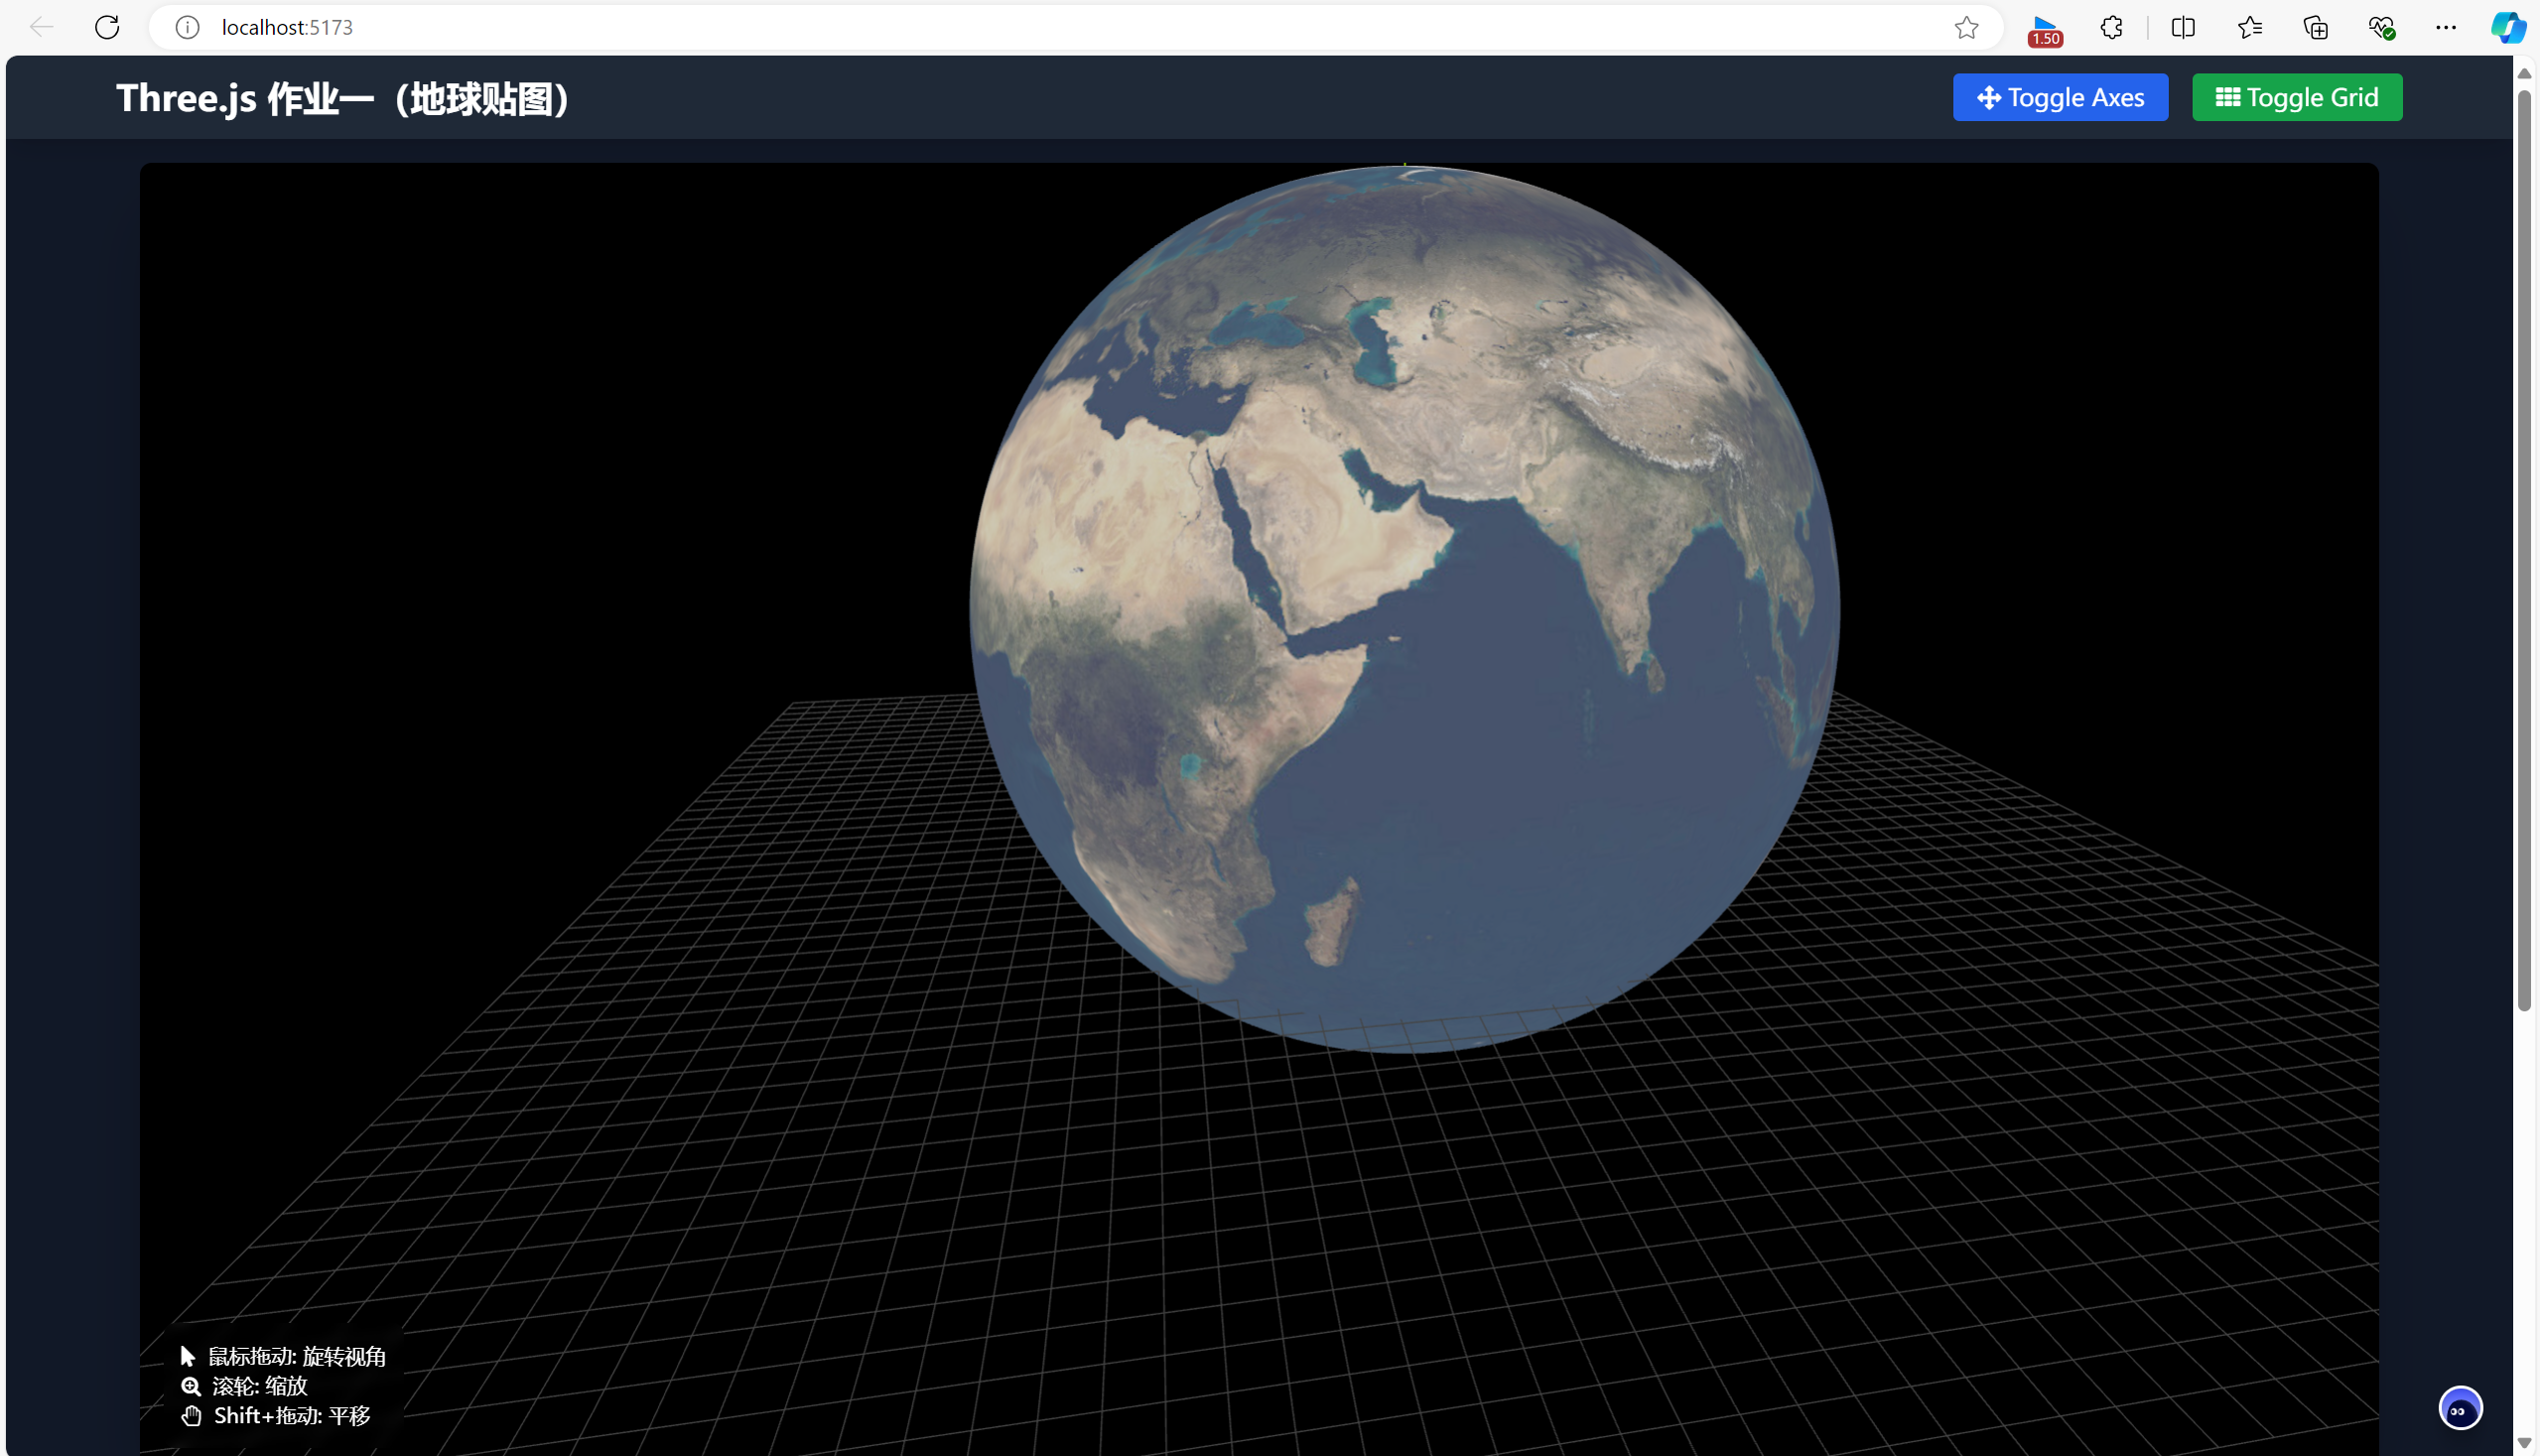 localhost:5173
1.50
Three.js 作业一（地球贴图）
Toggle Axes
Toggle Grid
鼠标拖动: 旋转视角
滚轮: 缩放
Shift+拖动: 平移